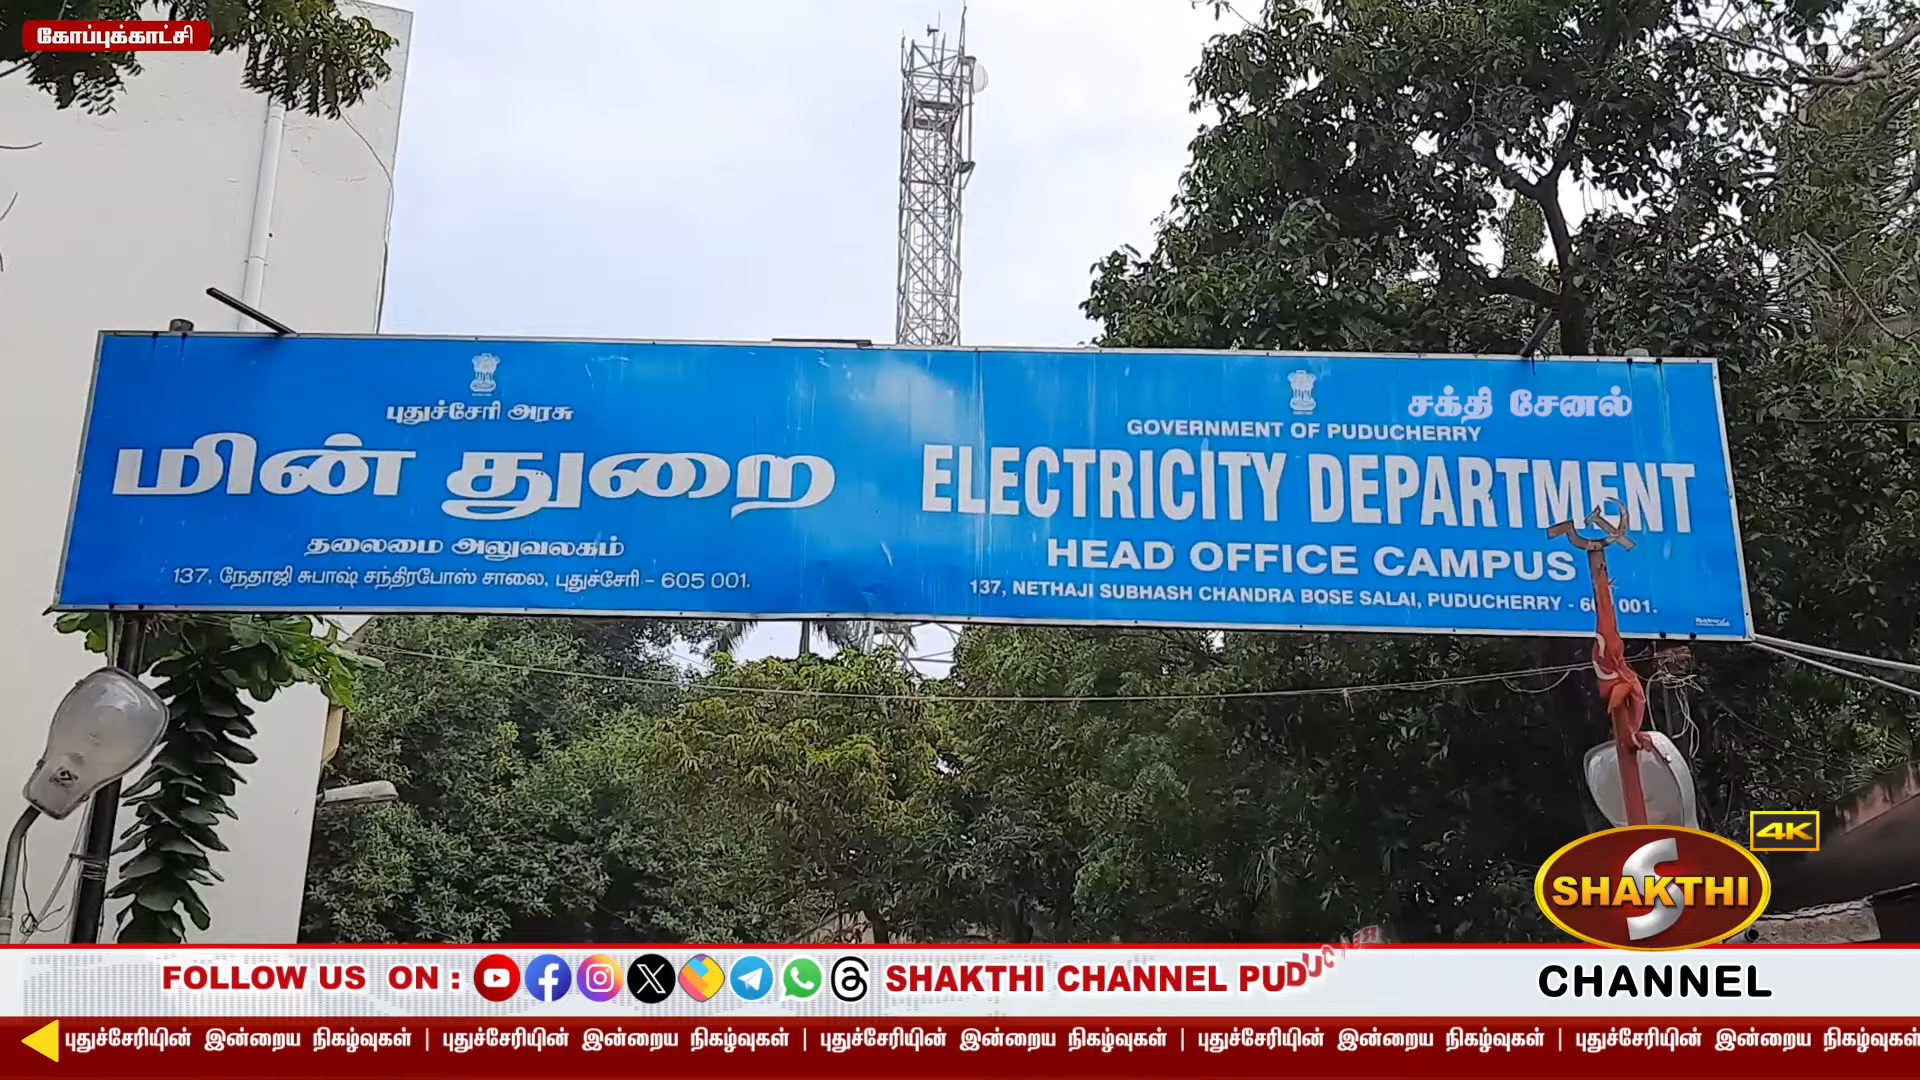 கோப்புக்காட்சி
புதுச்சேரி அரசு
மின் துறை
தலைமை அலுவலகம்
137, நேதாஜி சுபாஷ் சந்திரபோஸ் சாலை, புதுச்சேரி - 605 001.
சக்தி சேனல்
GOVERNMENT OF PUDUCHERRY
ELECTRICITY DEPARTMENT
HEAD OFFICE CAMPUS
137, NETHAJI SUBHASH CHANDRA BOSE SALAI, PUDUCHERRY - 001.
4K
S
SHAKTHI
CHANNEL
FOLLOW US ON : SHAKTHI CHANNEL
புதுச்சேரியின் இன்றைய நிகழ்வுகள் | புதுச்சேரியின் இன்றைய நிகழ்வுகள் | புதுச்சேரியின் இன்றைய நிகழ்வுகள் | புதுச்சேரியின் இன்றைய நிகழ்வுகள் | புதுச்சேரியின் இன்றைய நிகழ்வுகள்